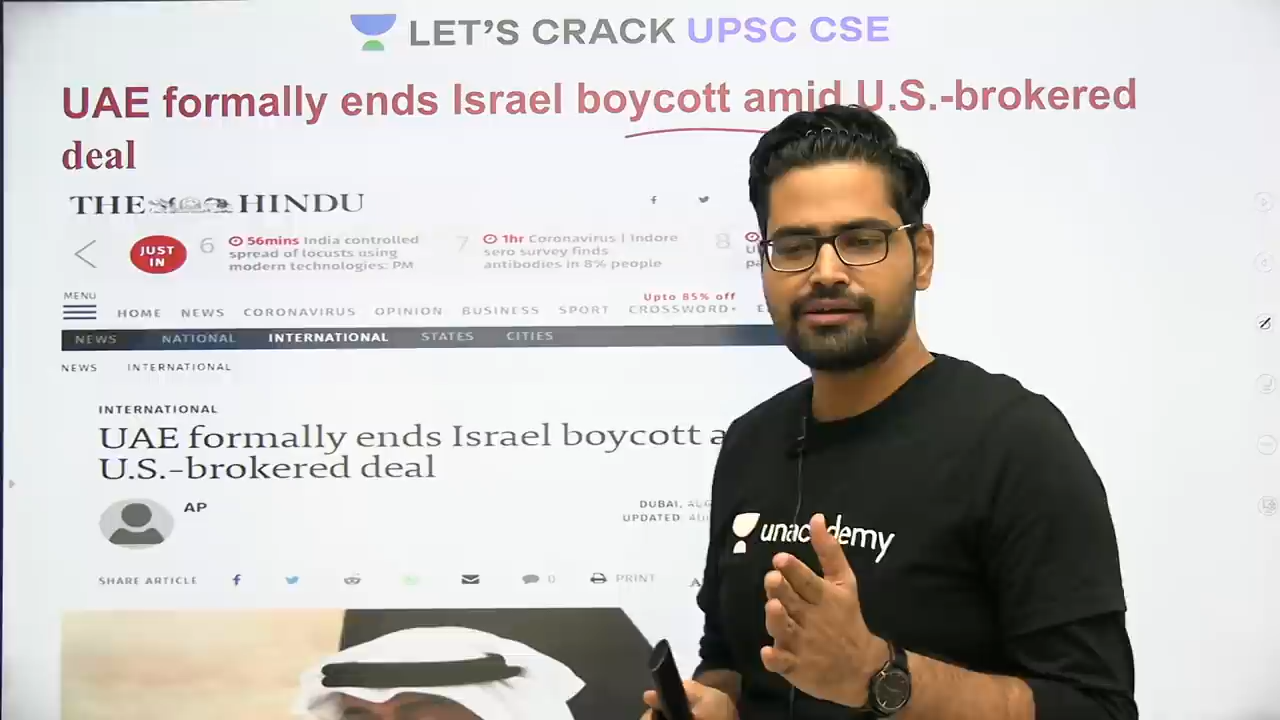 LET'S CRACK UPSC CSE
UAE formally ends Israel boycott amid U.S.-brokered
deal
THE HINDU
JUST
IN
6
56mins India controlled
spread of locusts using
modern technologies: PM
7
1hr Coronavirus | Indore
sero survey finds
antibodies in 8% people
8
MENU
Upto 85% off
HOME NEWS CORONAVIRUS OPINION BUSINESS SPORT CROSSWORD+
NEWS NATIONAL INTERNATIONAL STATES CITIES
NEWS INTERNATIONAL
INTERNATIONAL
UAE formally ends Israel boycott
U.S.-brokered deal
AP
DUBAI,
UPDATED:
SHARE ARTICLE 0 PRINT
unacademy